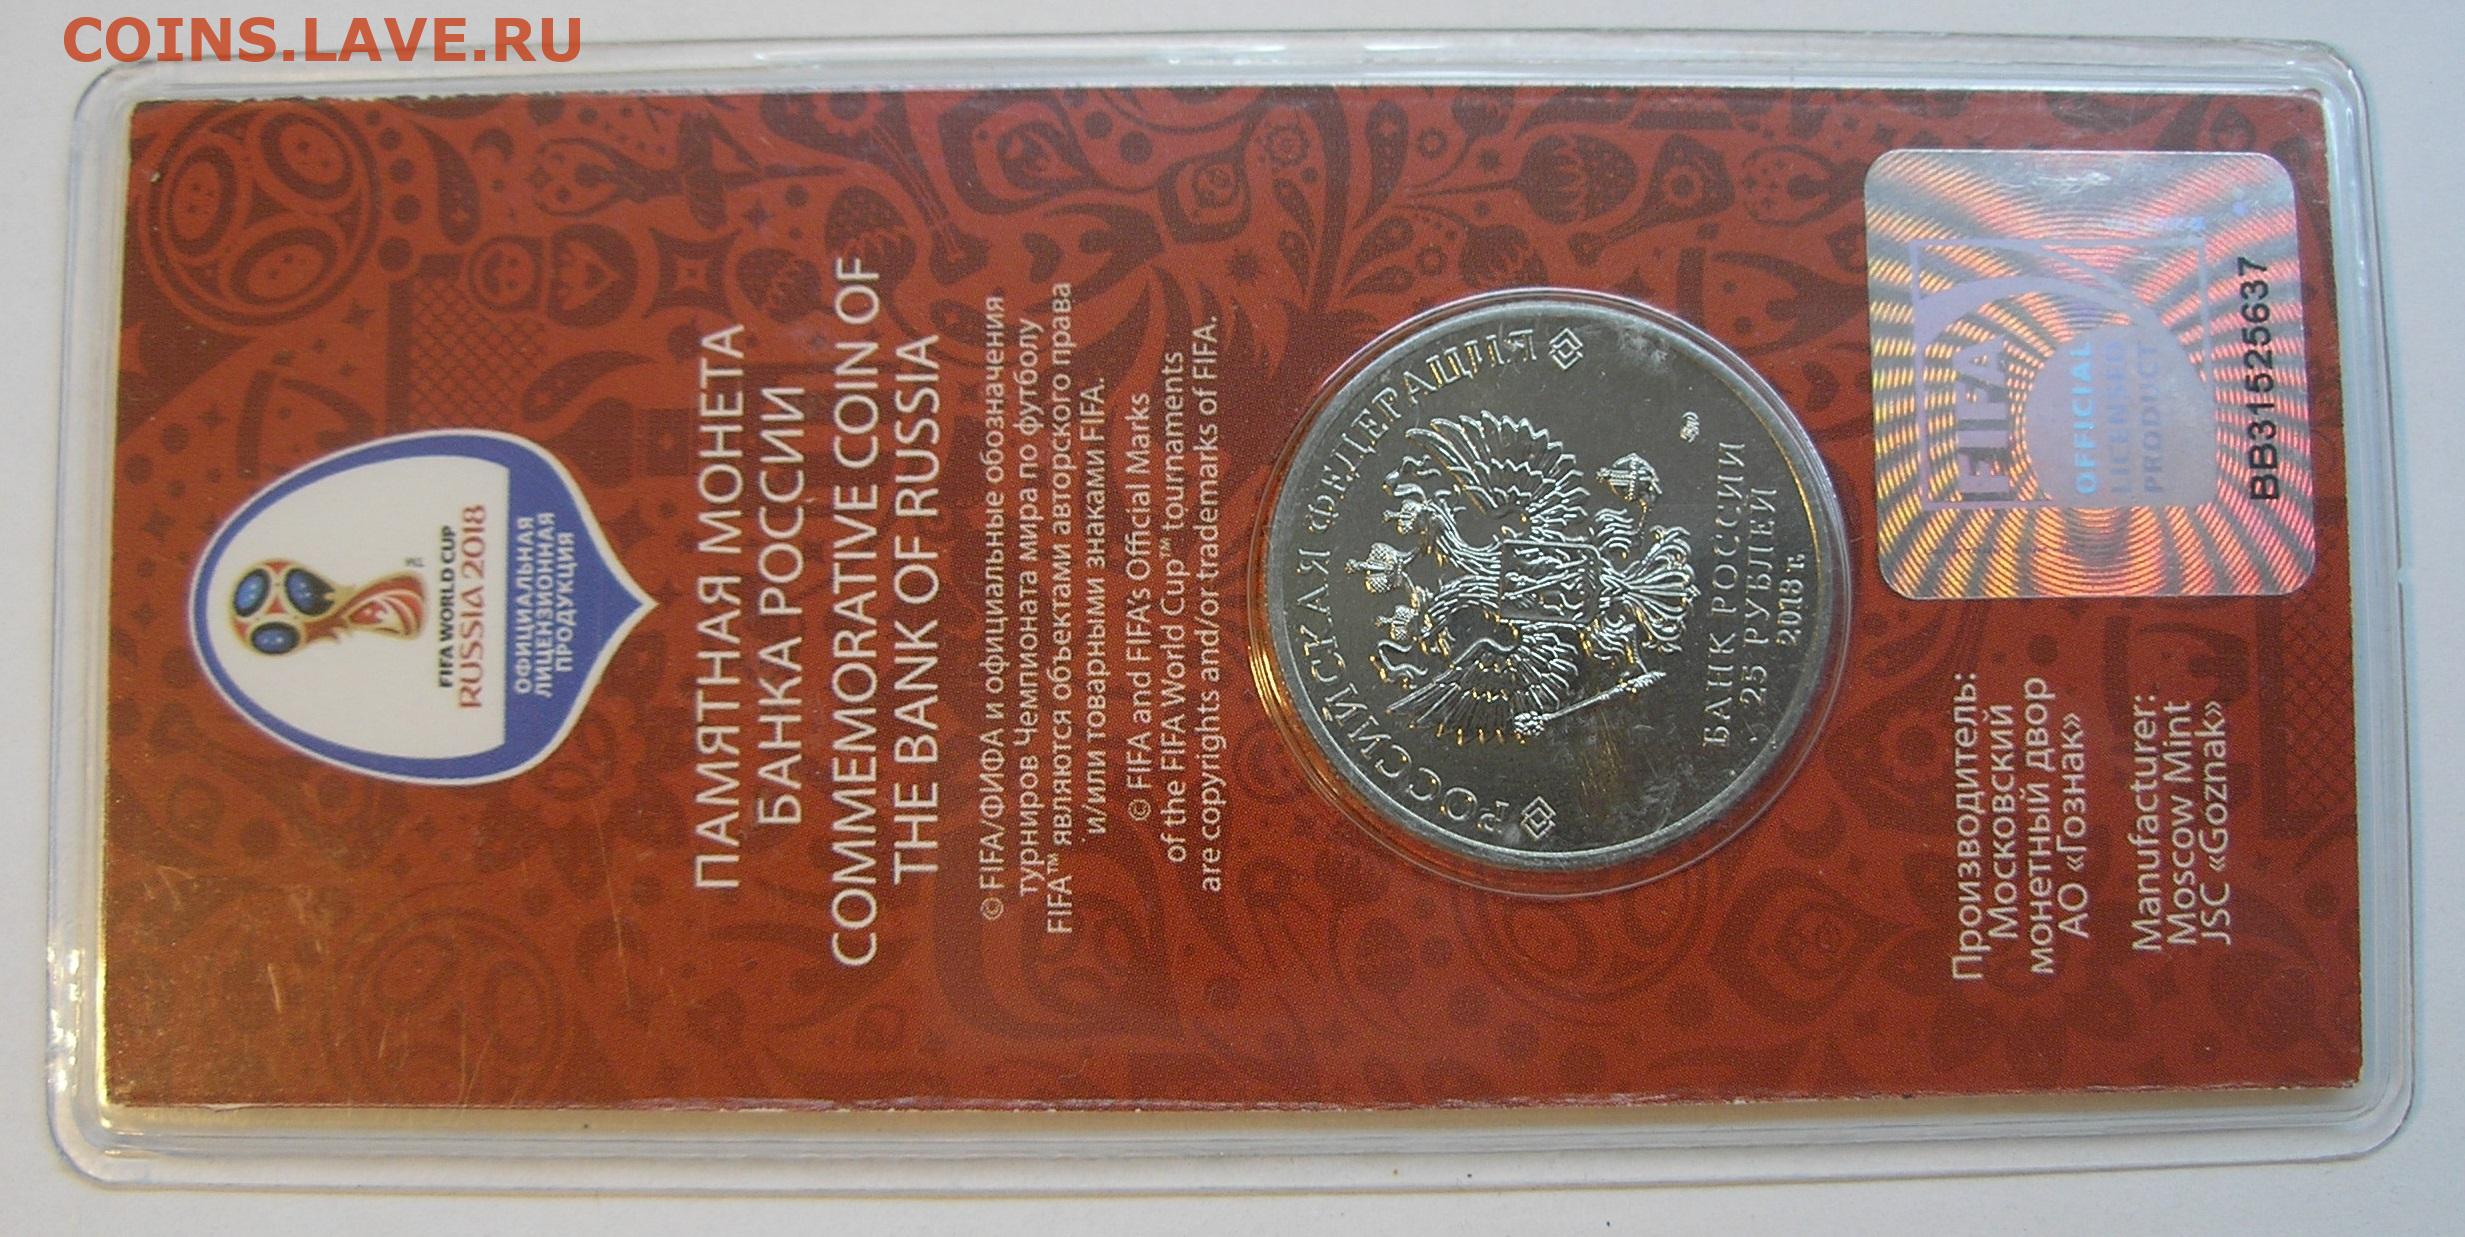 COINS.LAVE.RU
FIFA WORLD CUP
RUSSIA 2018
ОФИЦИАЛЬНАЯ
ЛИЦЕНЗИОННАЯ
ПРОДУКЦИЯ
ПАМЯТНАЯ МОНЕТА
БАНКА РОССИИ
COMMEMORATIVE COIN OF
THE BANK OF RUSSIA
© FIFA/ФИФА и официальные обозначения
турниров Чемпионата мира по футболу
FIFA™ являются объектами авторского права
и/или товарными знаками FIFA.
© FIFA and FIFA's Official Marks
of the FIFA World Cup™ tournaments
are copyrights and/or trademarks of FIFA.
РОССИЙСКАЯ ФЕДЕРАЦИЯ
БАНК РОССИИ
25 РУБЛЕЙ
2018 г.
Производитель:
Московский
монетный двор
АО «Гознак»
Manufacturer:
Moscow Mint
JSC «Goznak»
FIFA
OFFICIAL
LICENSED
PRODUCT
BB31525637